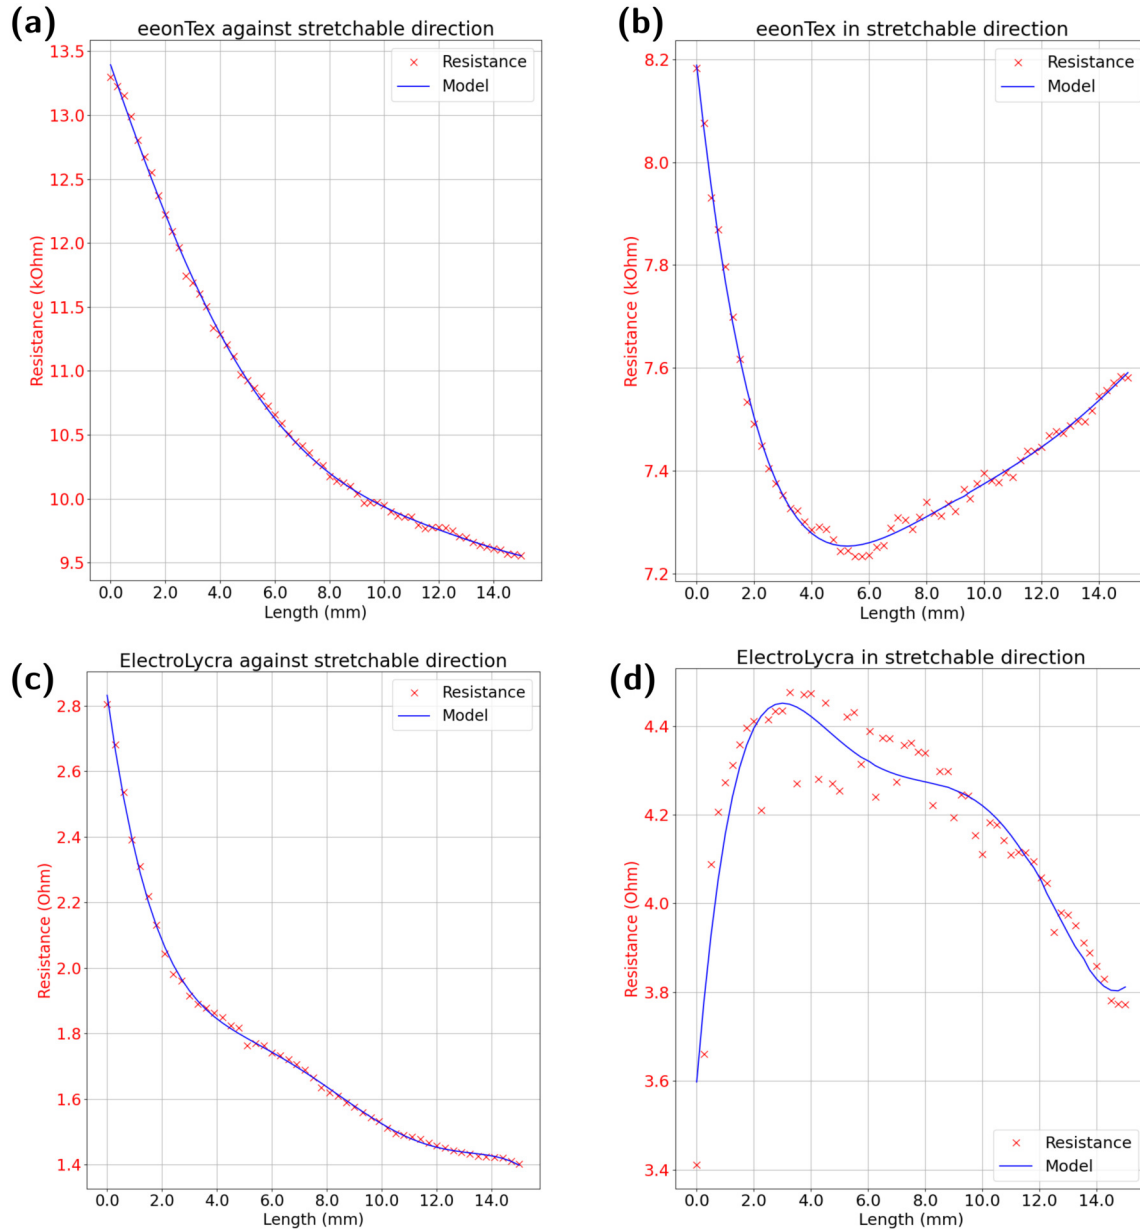 (a)
eeonTex against stretchable direction
Resistance
Model
13.5
13.0
12.5
12.0
11.5
11.0
10.5
10.0
9.5
Resistance (kOhm)
0.0 2.0 4.0 6.0 8.0 10.0 12.0 14.0
Length (mm)
(b)
eeonTex in stretchable direction
Resistance
Model
8.2
8.0
7.8
7.6
7.4
7.2
Resistance (kOhm)
0.0 2.0 4.0 6.0 8.0 10.0 12.0 14.0
Length (mm)
(c)
ElectroLycra against stretchable direction
Resistance
Model
2.8
2.6
2.4
2.2
2.0
1.8
1.6
1.4
Resistance (Ohm)
0.0 2.0 4.0 6.0 8.0 10.0 12.0 14.0
Length (mm)
(d)
ElectroLycra in stretchable direction
4.4
4.2
4.0
3.8
3.6
3.4
Resistance (Ohm)
Resistance
Model
0.0 2.0 4.0 6.0 8.0 10.0 12.0 14.0
Length (mm)